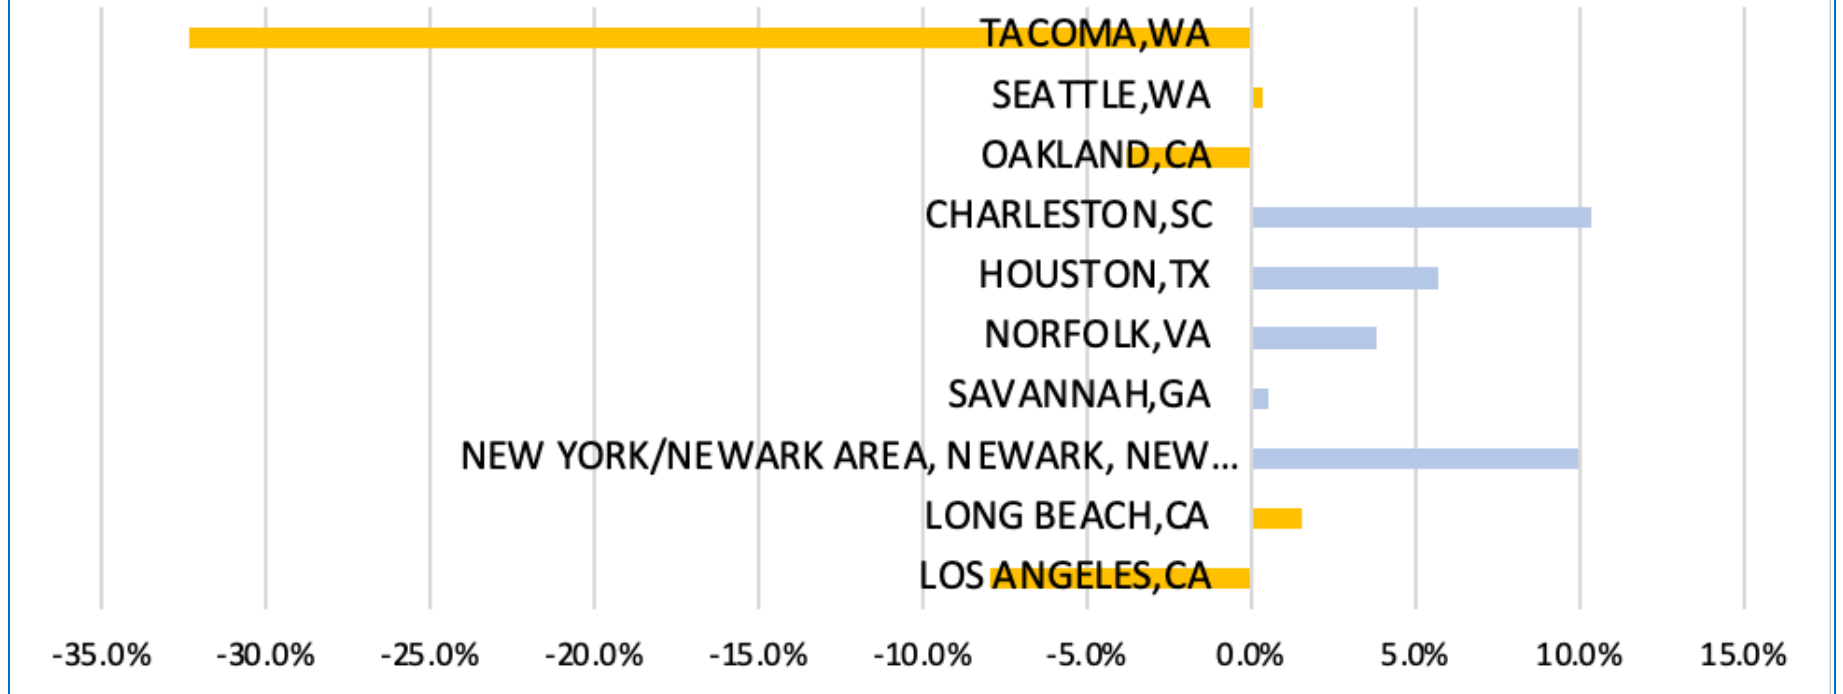 TACOMA,WA
SEATTLE,WA
OAKLAND,CA
CHARLESTON,SC
HOUSTON,TX
NORFOLK,VA
SAVANNAH,GA
NEW YORK/NEWARK AREA, NEWARK, NEW...
LONG BEACH,CA
LOS ANGELES,CA
-35.0% -30.0% -25.0% -20.0% -15.0% -10.0% -5.0% 0.0% 5.0% 10.0% 15.0%